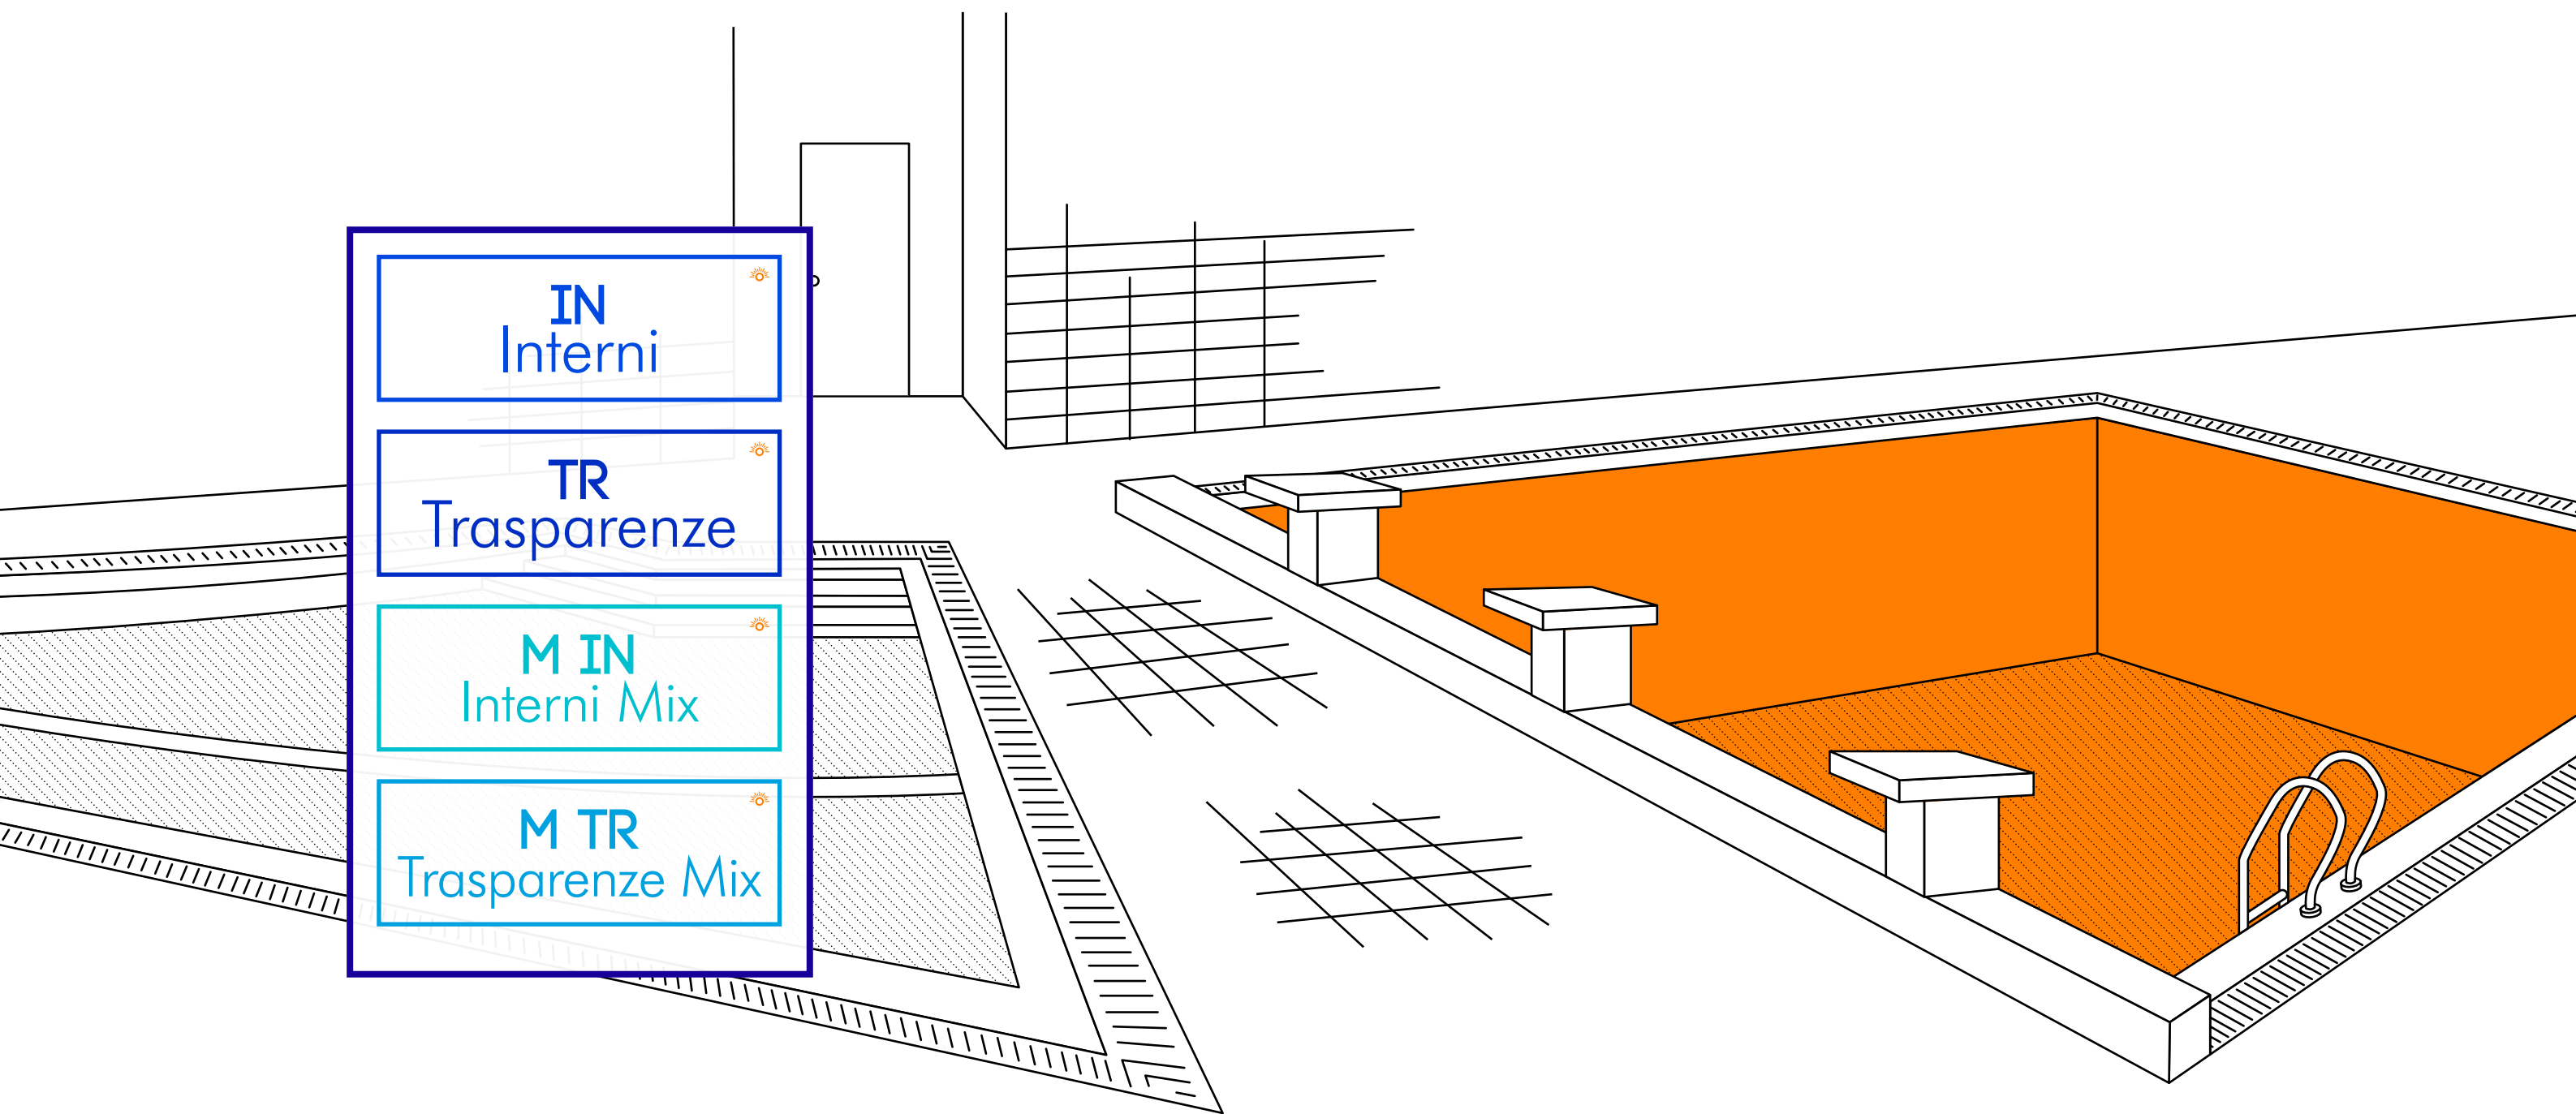 IN
Interni
TR
Trasparenze
M IN
Interni Mix
M TR
Trasparenze Mix